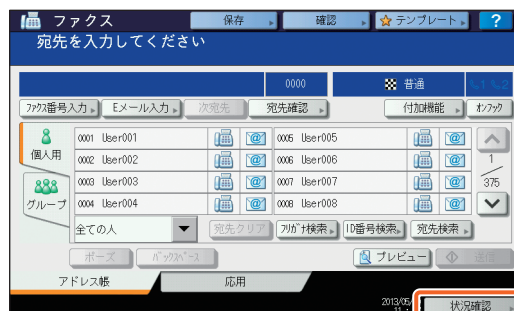 ファクス
保存
確認
テンプレート
?
宛先を入力してください
0000
普通
1 2
ファクス番号入力
Eメール入力
次宛先
宛先確認
付加機能
オンフック
個人用
グループ
0001 User001
0002 User002
0003 User003
0004 User004
0005 User005
0006 User006
0007 User007
0008 User008
1
375
全ての人
宛先クリア
フリガナ検索
ID番号検索
宛先検索
ポーズ
バックスペース
プレビュー
送信
アドレス帳
応用
2013/05/
11
状況確認